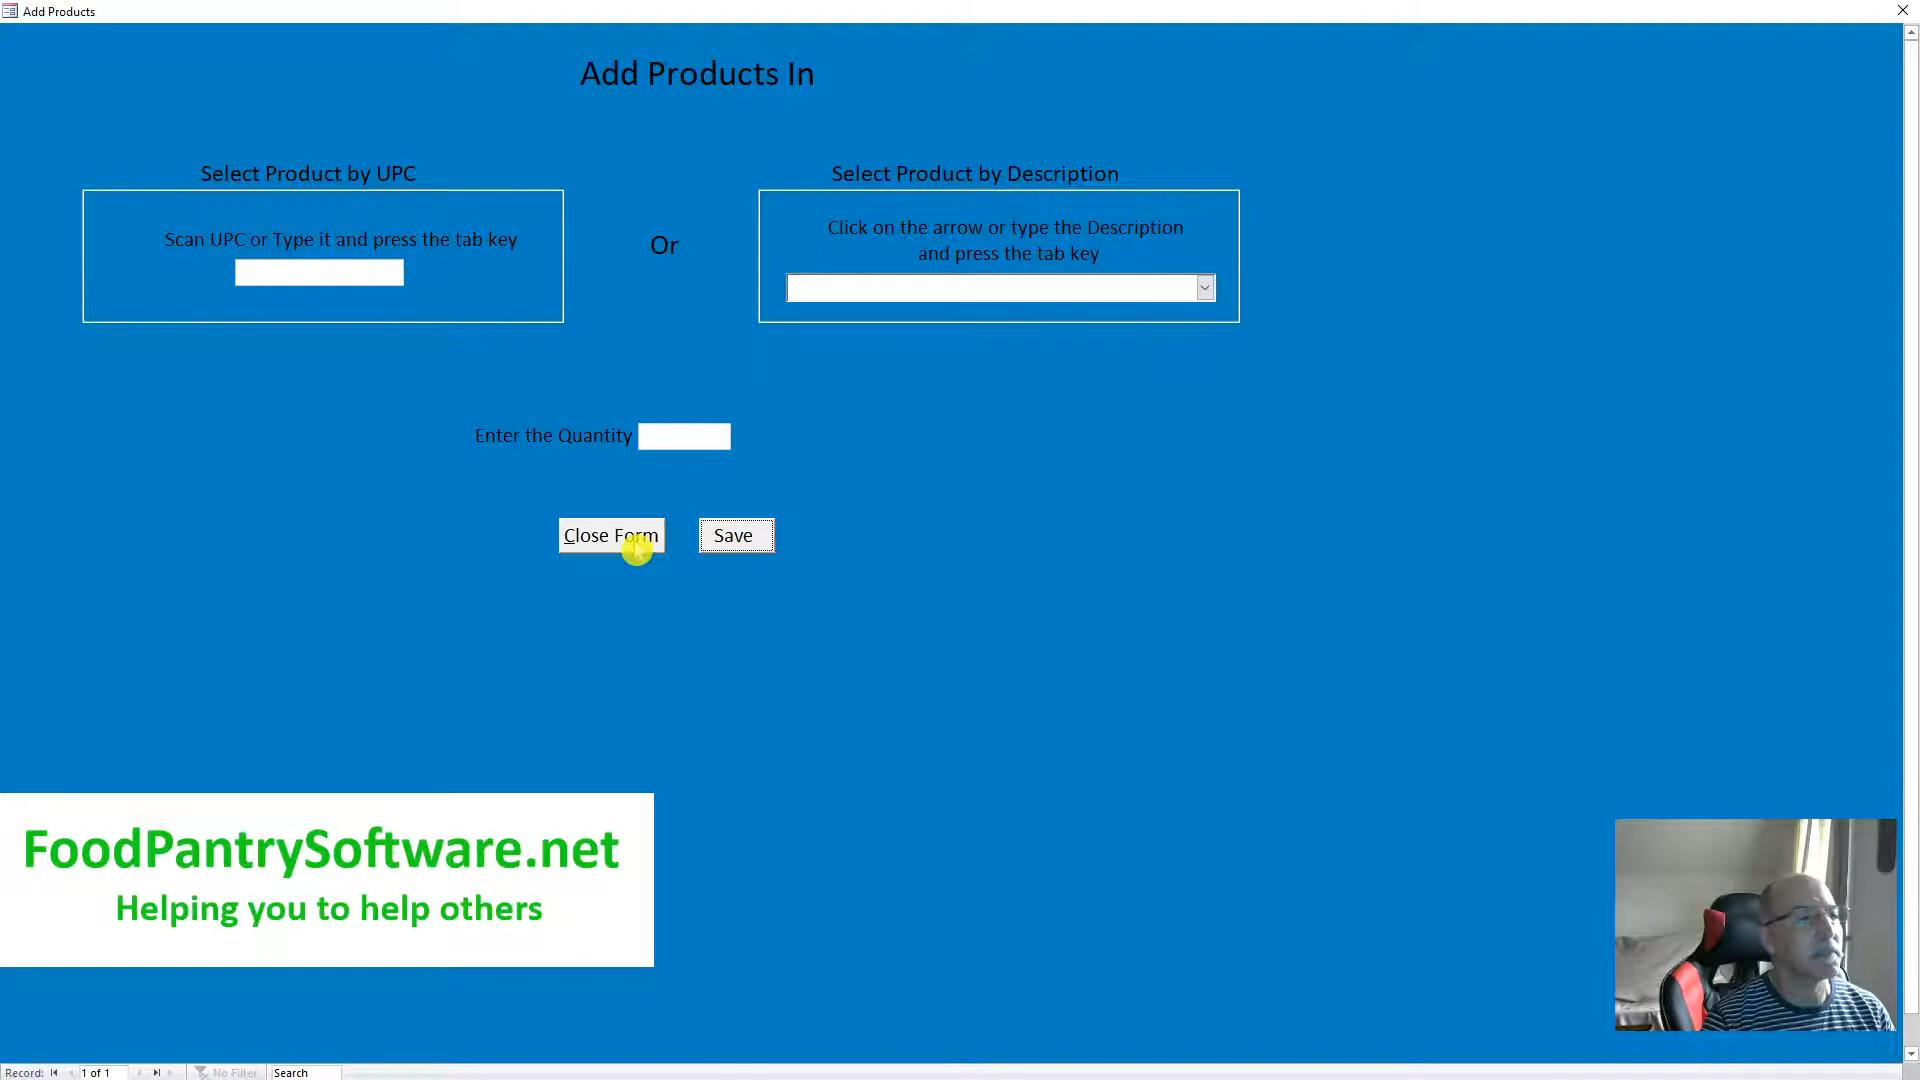 Add Products
Add Products In
Select Product by UPC
Scan UPC or Type it and press the tab key
Or
Select Product by Description
Click on the arrow or type the Description
and press the tab key
Enter the Quantity
Close Form
Save
FoodPantrySoftware.net
Helping you to help others
Record: 1 of 1 No Filter Search